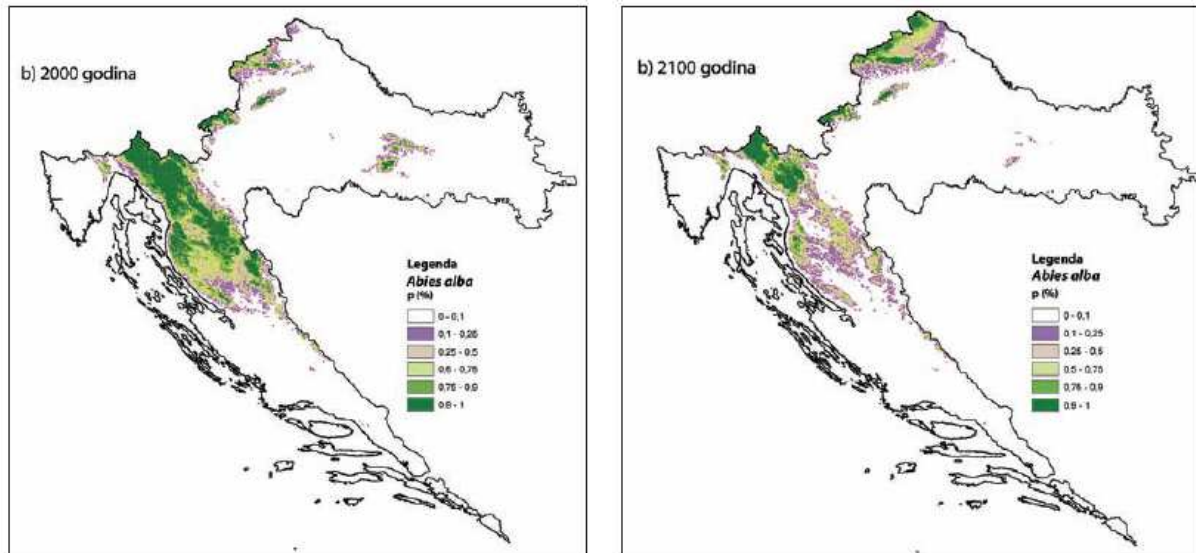 b) 2000 godina
Legenda
Abies alba
p (%)
0 - 0,1
0,1 - 0,25
0,25 - 0,5
0,5 - 0,75
0,75 - 0,9
0,9 - 1
b) 2100 godina
Legenda
Abies alba
p (%)
0 - 0,1
0,1 - 0,25
0,25 - 0,5
0,5 - 0,75
0,75 - 0,9
0,9 - 1